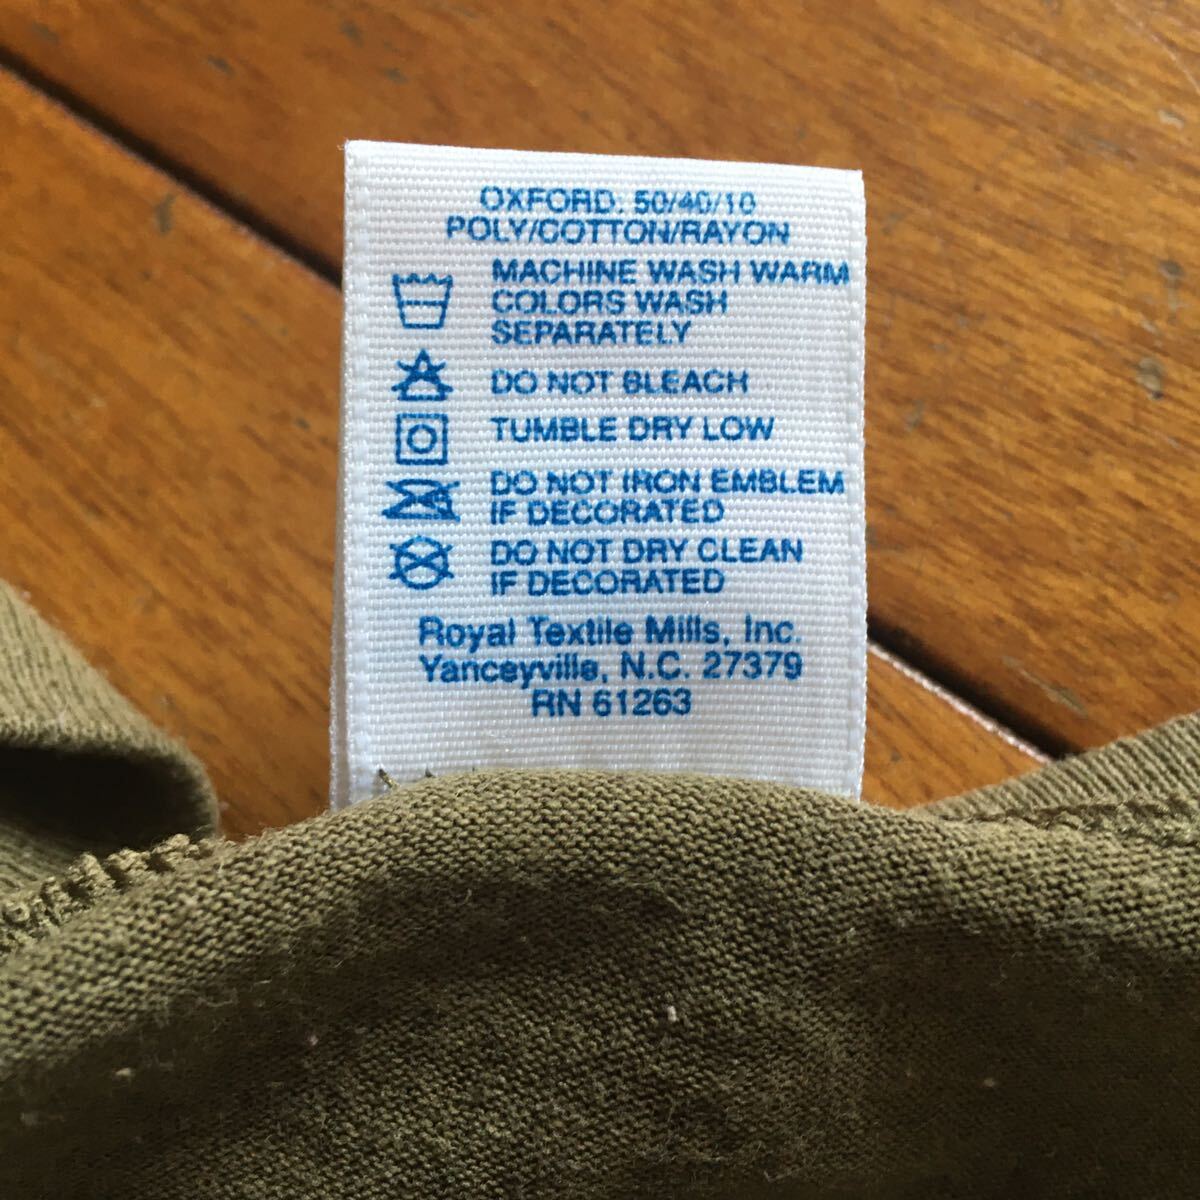 OXFORD: 50/40/10
POLY/COTTON/RAYON
MACHINE WASH WARM
COLORS WASH
SEPARATELY
DO NOT BLEACH
TUMBLE DRY LOW
DO NOT IRON EMBLEM
IF DECORATED
DO NOT DRY CLEAN
IF DECORATED
Royal Textile Mills, Inc.
Yanceyville, N.C. 27379
RN 61263